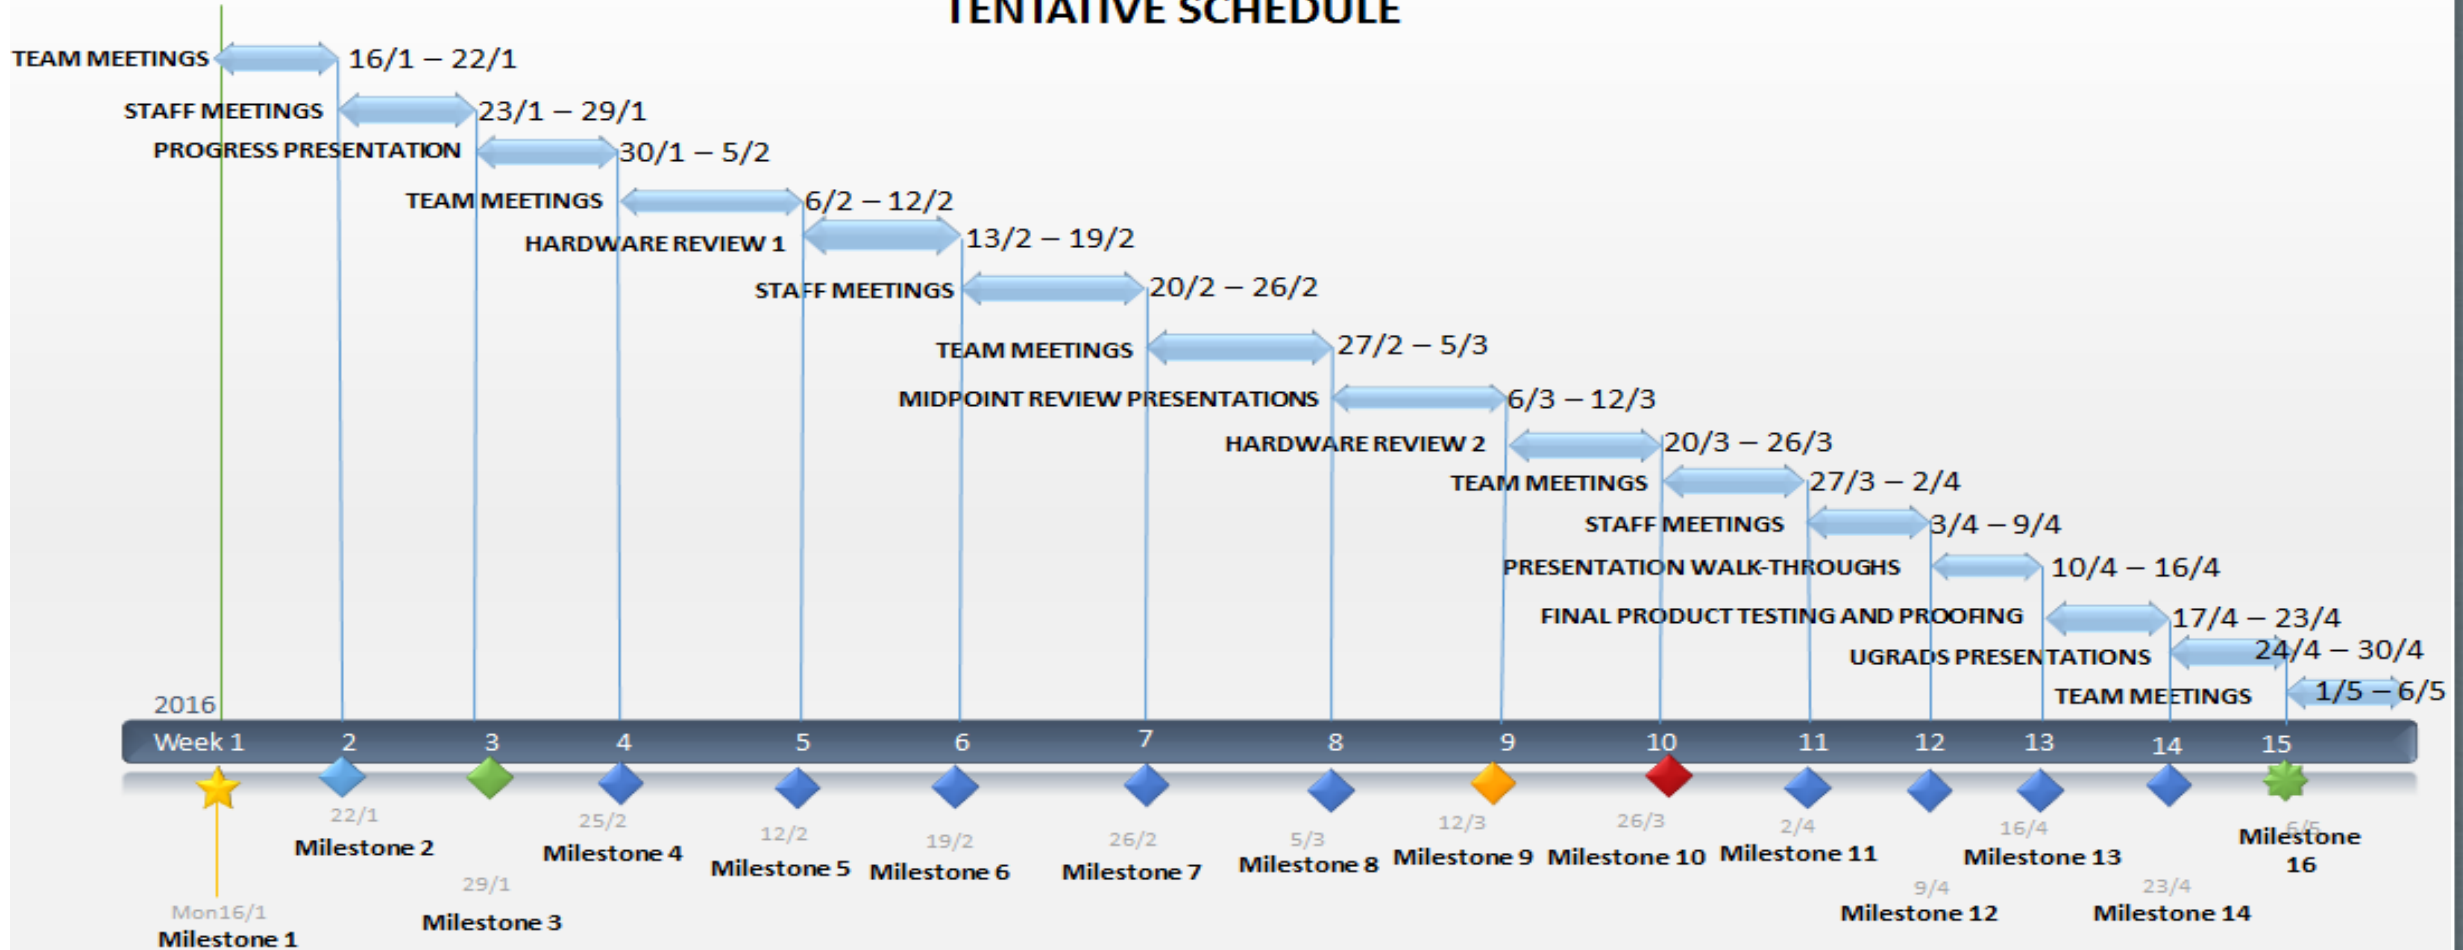 TENTATIVE SCHEDULE
TEAM MEETINGS 16/1 – 22/1
STAFF MEETINGS 23/1 – 29/1
PROGRESS PRESENTATION 30/1 – 5/2
TEAM MEETINGS 6/2 – 12/2
HARDWARE REVIEW 1 13/2 – 19/2
STAFF MEETINGS 20/2 – 26/2
TEAM MEETINGS 27/2 – 5/3
MIDPOINT REVIEW PRESENTATIONS 6/3 – 12/3
HARDWARE REVIEW 2 20/3 – 26/3
TEAM MEETINGS 27/3 – 2/4
STAFF MEETINGS 3/4 – 9/4
PRESENTATION WALK-THROUGHS 10/4 – 16/4
FINAL PRODUCT TESTING AND PROOFING 17/4 – 23/4
UGRADS PRESENTATIONS 24/4 – 30/4
TEAM MEETINGS 1/5 – 6/5
2016
Week 1 2 3 4 5 6 7 8 9 10 11 12 13 14 15
Mon16/1
Milestone 1
22/1
Milestone 2
29/1
Milestone 3
25/2
Milestone 4
12/2
Milestone 5
19/2
Milestone 6
26/2
Milestone 7
5/3
Milestone 8
12/3
Milestone 9
26/3
Milestone 10
2/4
Milestone 11
9/4
Milestone 12
16/4
Milestone 13
23/4
Milestone 14
6/5
Milestone
16